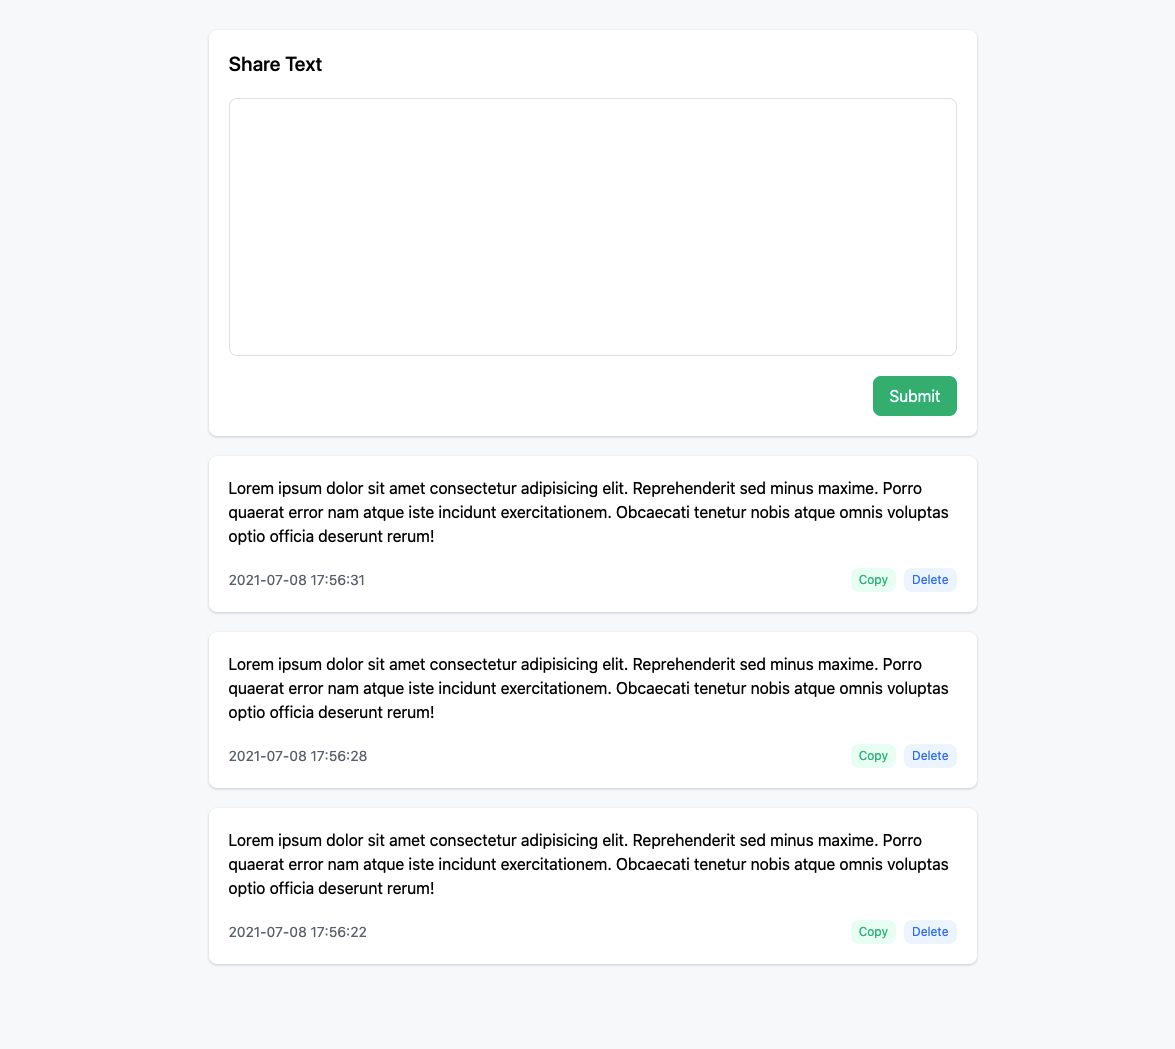 Share Text
Submit
Lorem ipsum dolor sit amet consectetur adipisicing elit. Reprehenderit sed minus maxime. Porro
quaerat error nam atque iste incidunt exercitationem. Obcaecati tenetur nobis atque omnis voluptas
optio officia deserunt rerum!
2021-07-08 17:56:31 Copy Delete
Lorem ipsum dolor sit amet consectetur adipisicing elit. Reprehenderit sed minus maxime. Porro
quaerat error nam atque iste incidunt exercitationem. Obcaecati tenetur nobis atque omnis voluptas
optio officia deserunt rerum!
2021-07-08 17:56:28 Copy Delete
Lorem ipsum dolor sit amet consectetur adipisicing elit. Reprehenderit sed minus maxime. Porro
quaerat error nam atque iste incidunt exercitationem. Obcaecati tenetur nobis atque omnis voluptas
optio officia deserunt rerum!
2021-07-08 17:56:22 Copy Delete